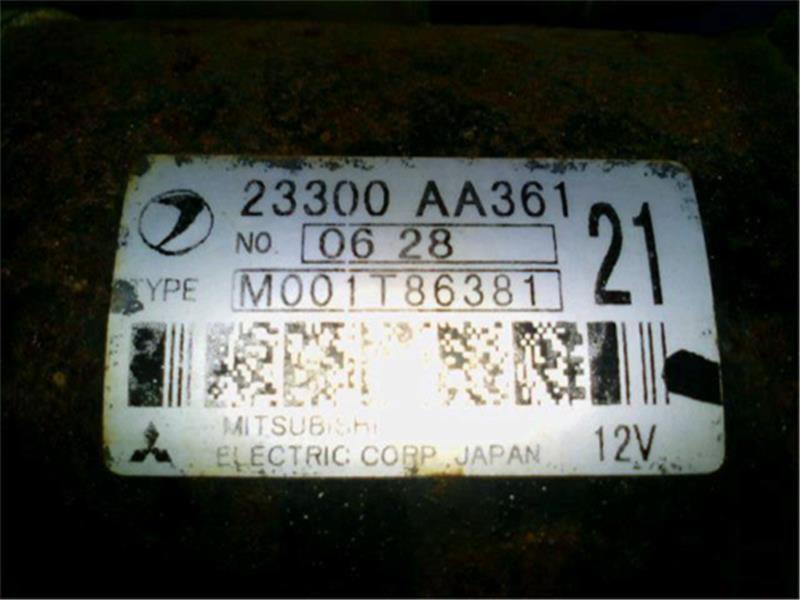 23300 AA361
NO. 06 28
21
TYPE M001T86381
MITSUBISHI
ELECTRIC CORP. JAPAN
12V